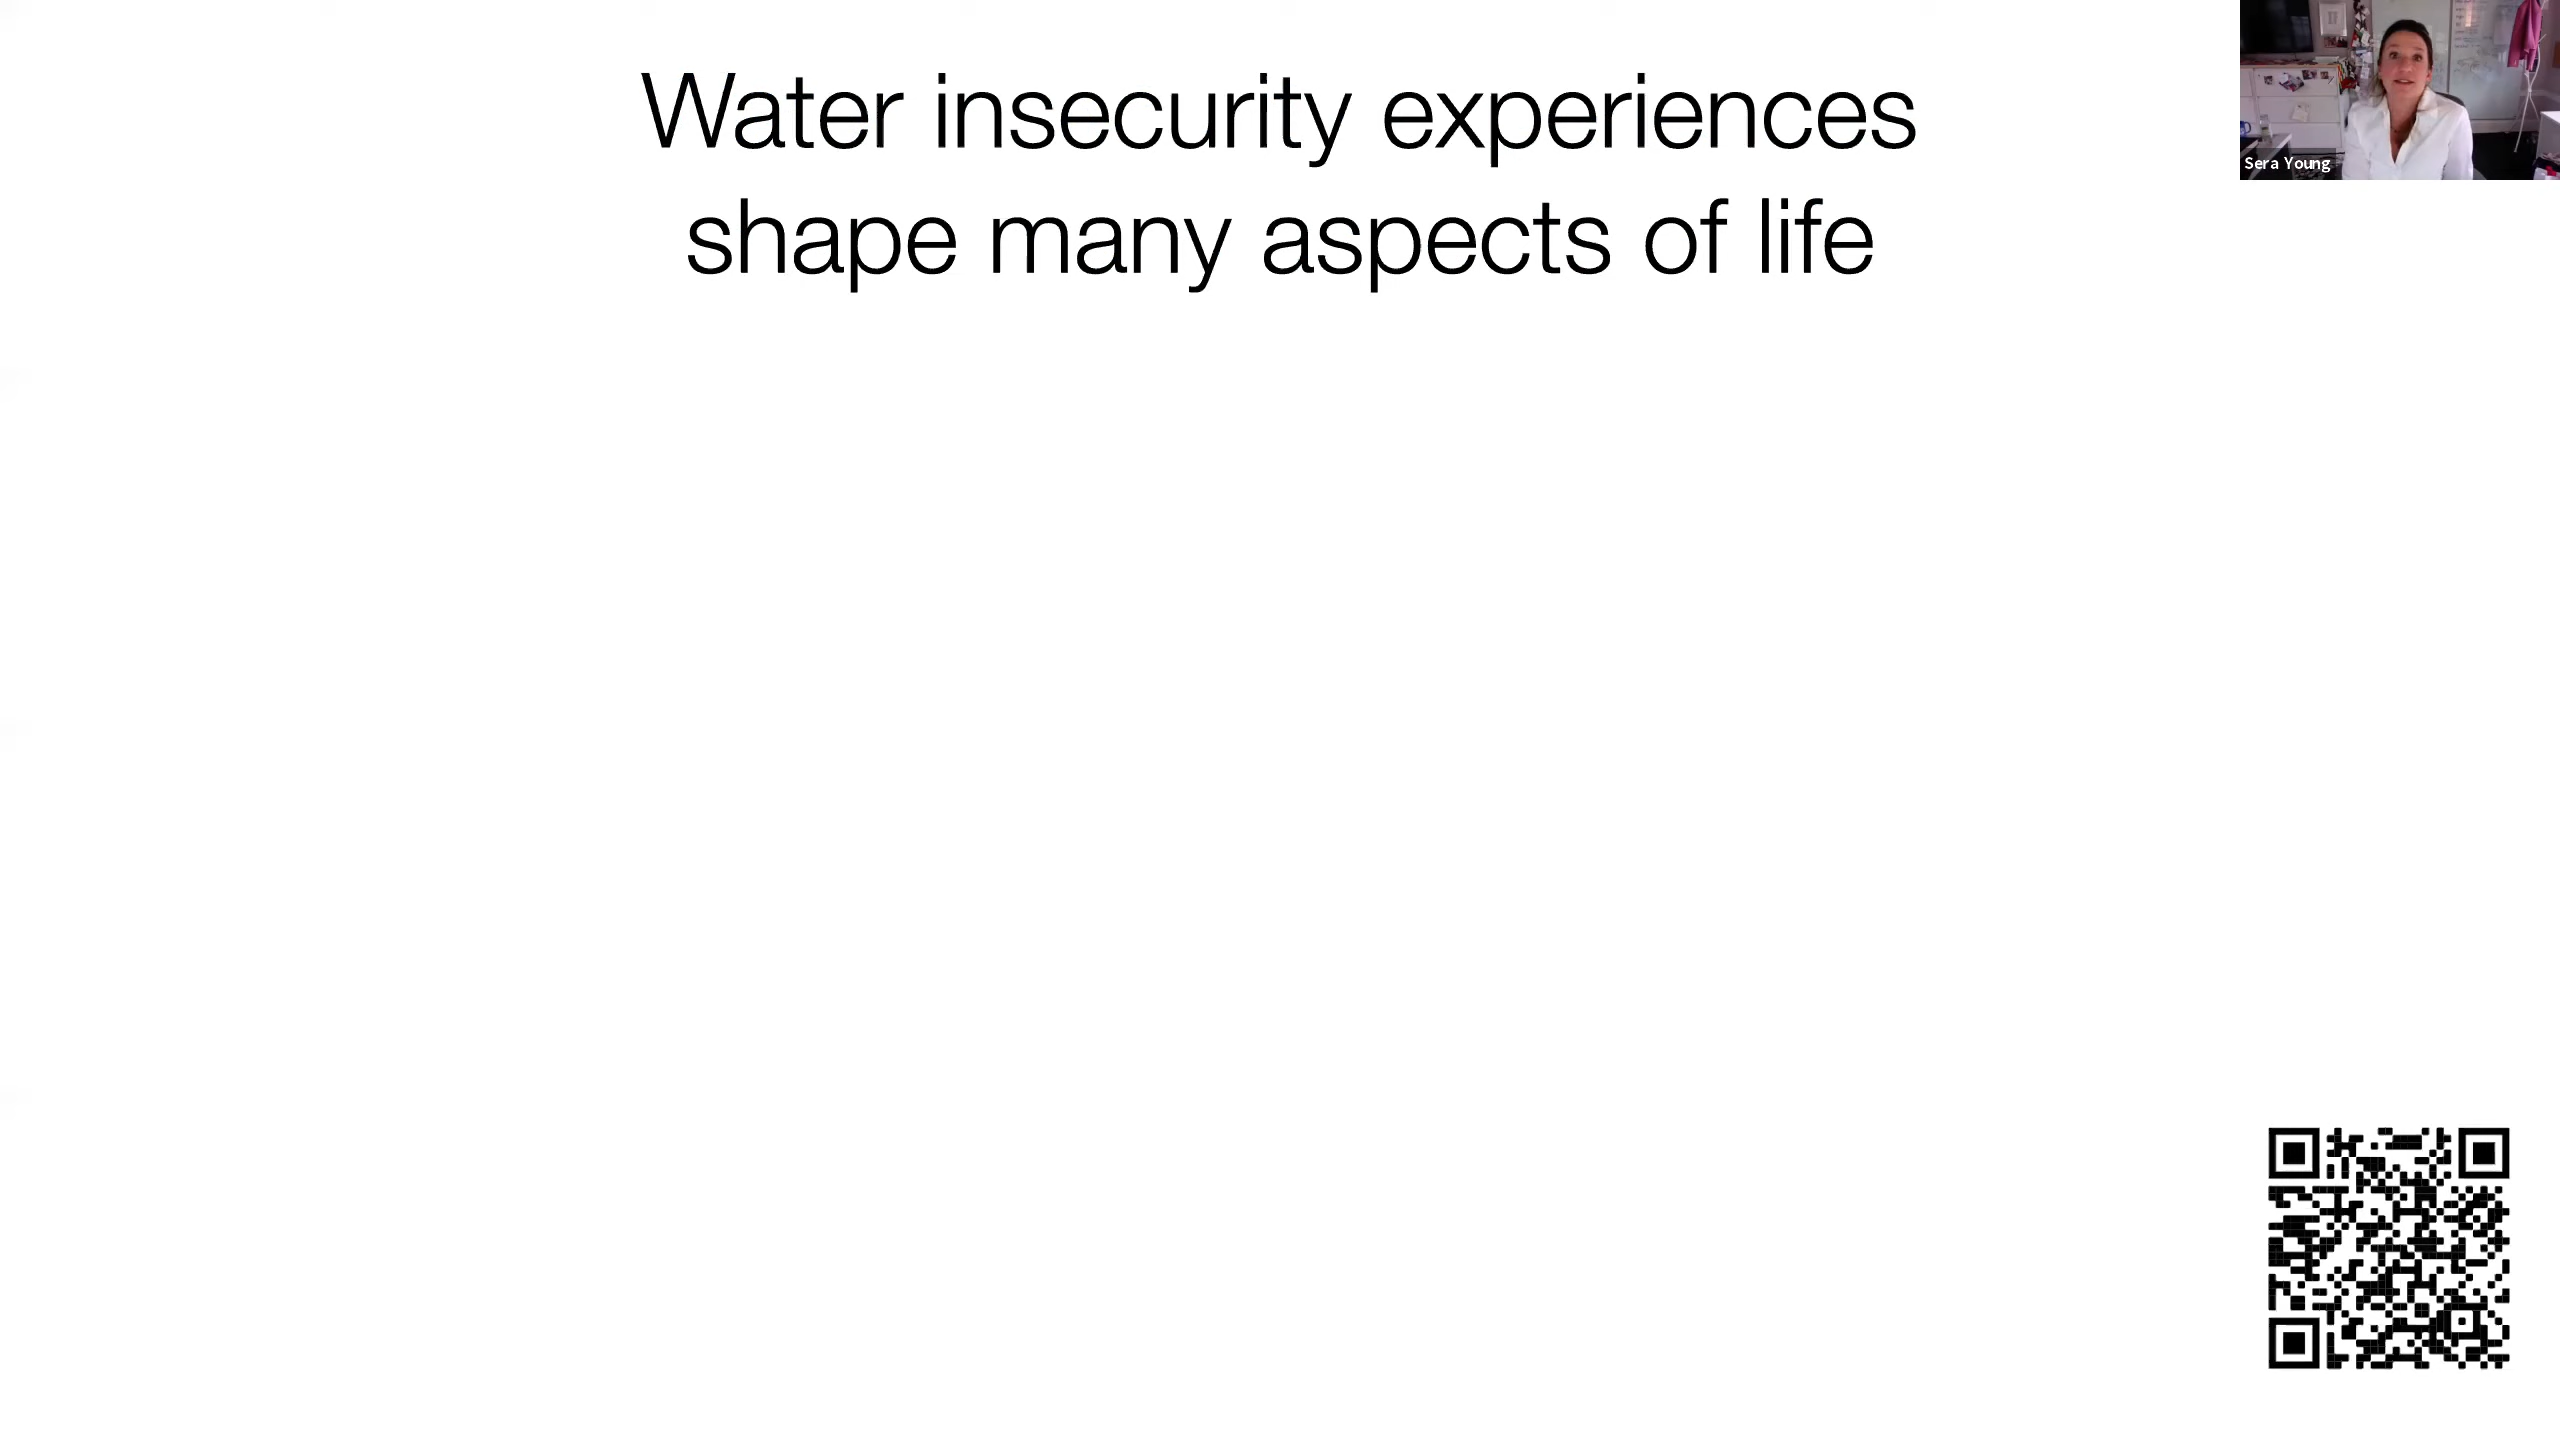 Water insecurity experiences
shape many aspects of life
Sera Young